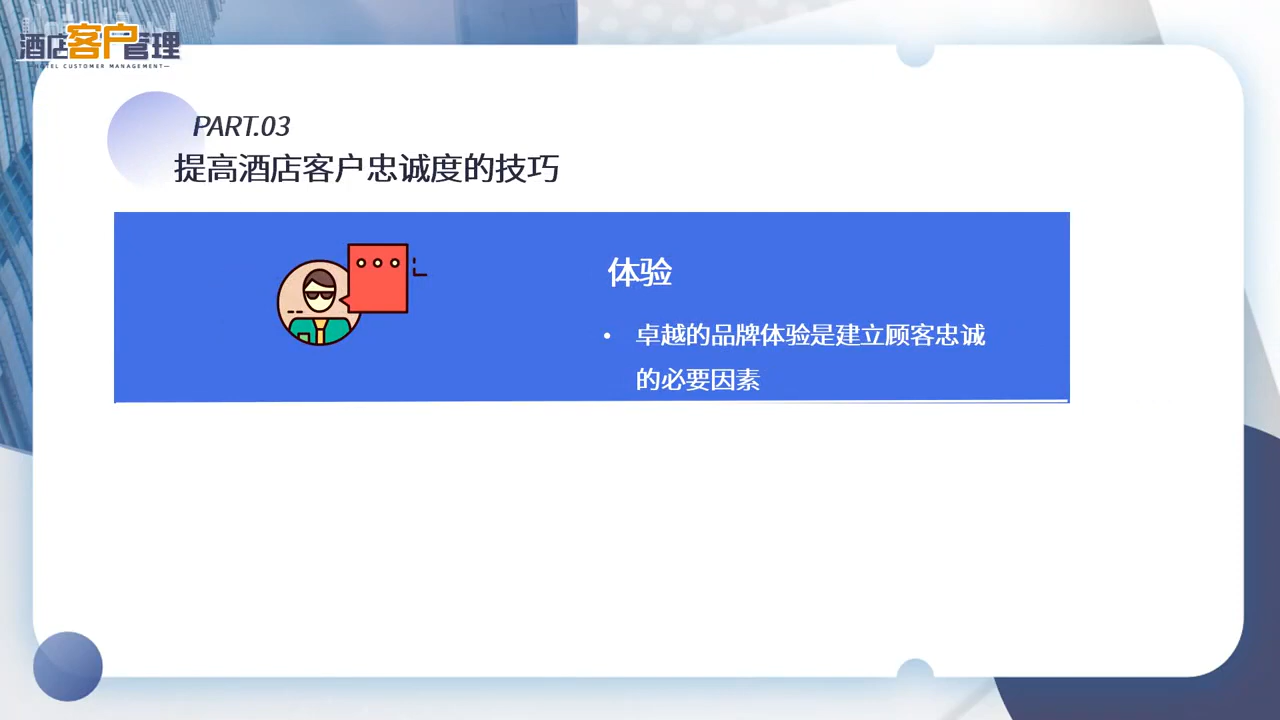 酒店客户管理
HOTEL CUSTOMER MANAGEMENT
PART.03
提高酒店客户忠诚度的技巧
体验
• 卓越的品牌体验是建立顾客忠诚
的必要因素